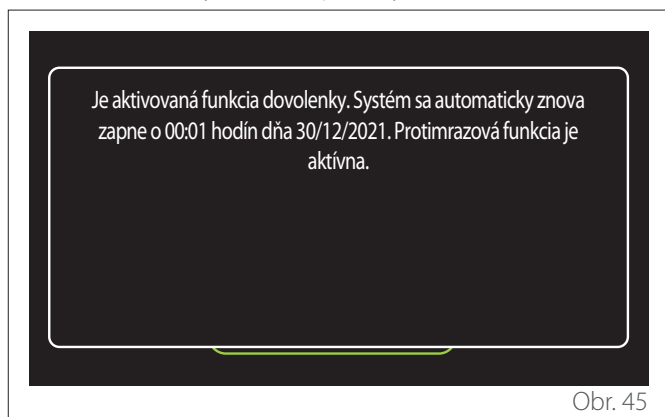 Je aktivovaná funkcia dovolenky. Systém sa automaticky znova
zapne o 00:01 hodín dňa 30/12/2021. Protimrazová funkcia je
aktívna.
Obr. 45